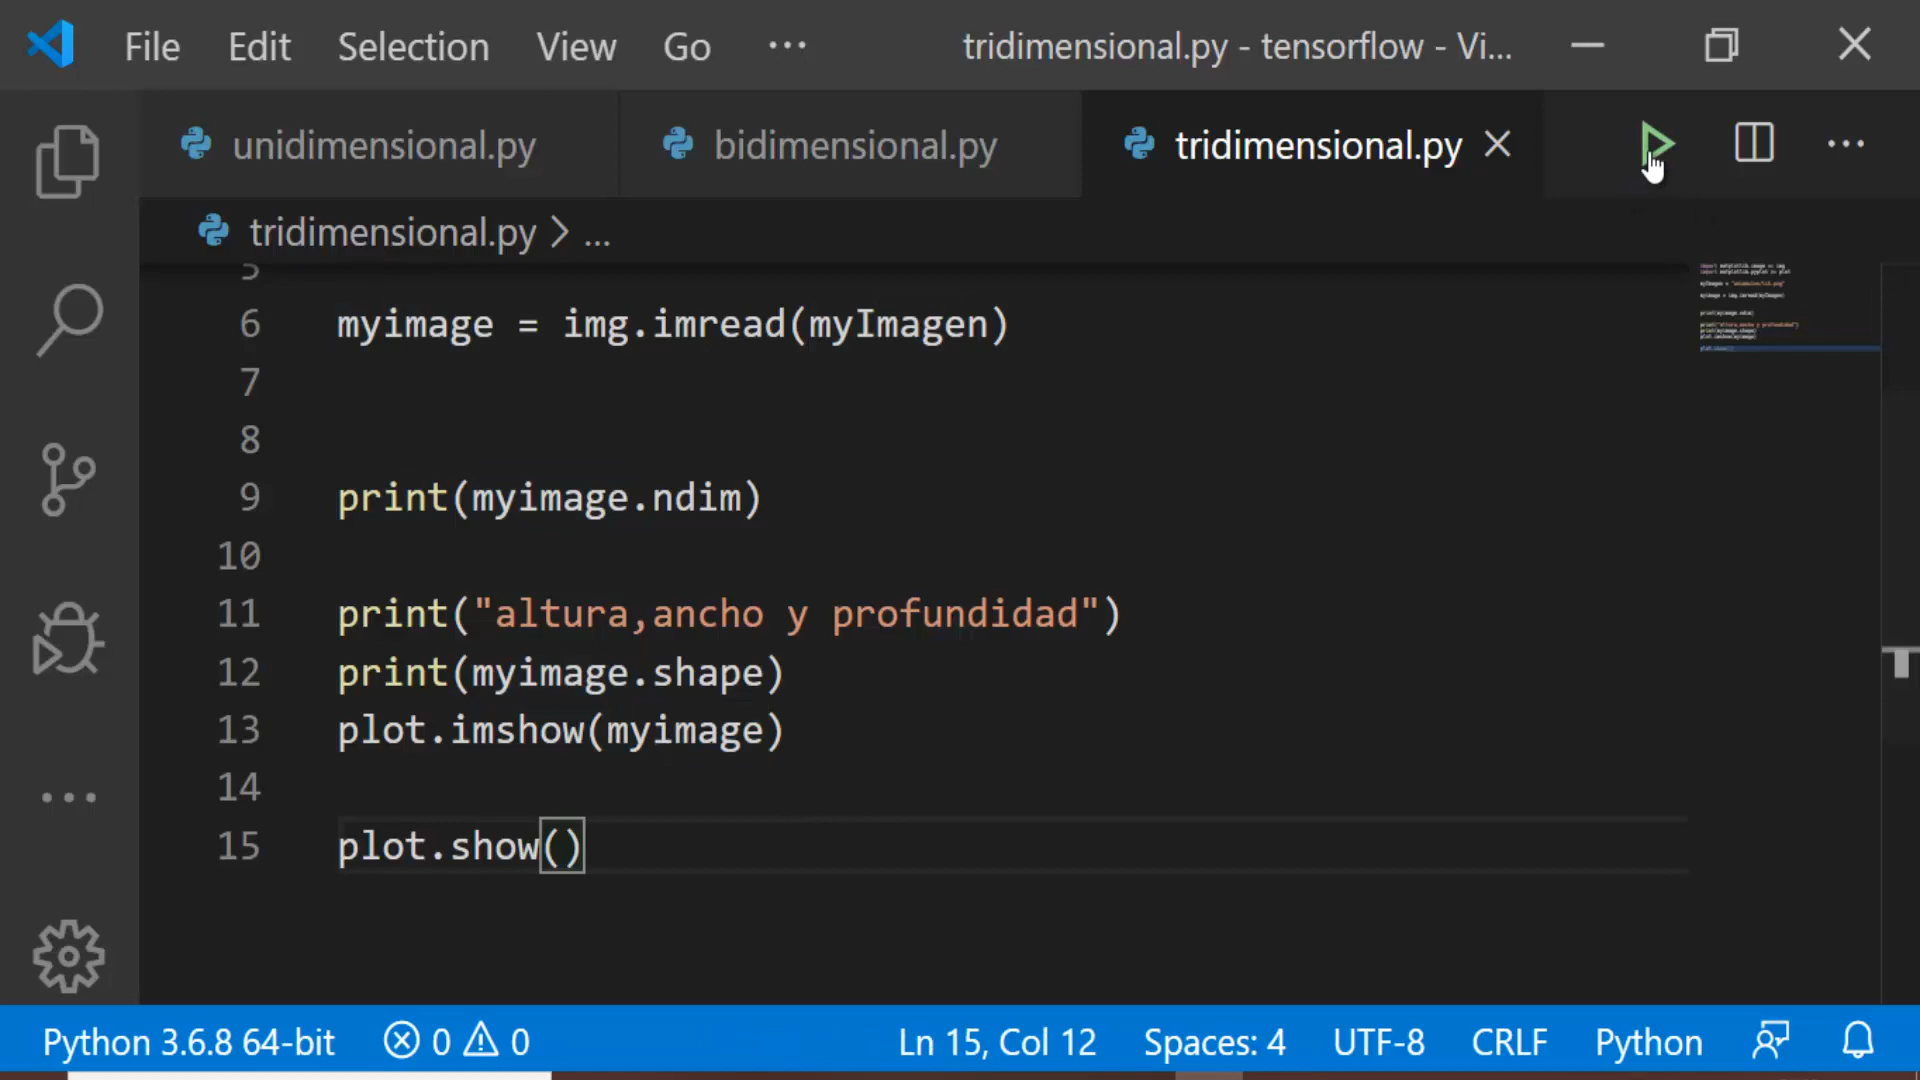 File Edit Selection View Go ... tridimensional.py - tensorflow - Vi...
unidimensional.py bidimensional.py tridimensional.py
tridimensional.py > ...
5
6 myimage = img.imread(myImagen)
7
8
9 print(myimage.ndim)
10
11 print("altura,ancho y profundidad")
12 print(myimage.shape)
13 plot.imshow(myimage)
14
15 plot.show()
Python 3.6.8 64-bit 0 0 Ln 15, Col 12 Spaces: 4 UTF-8 CRLF Python